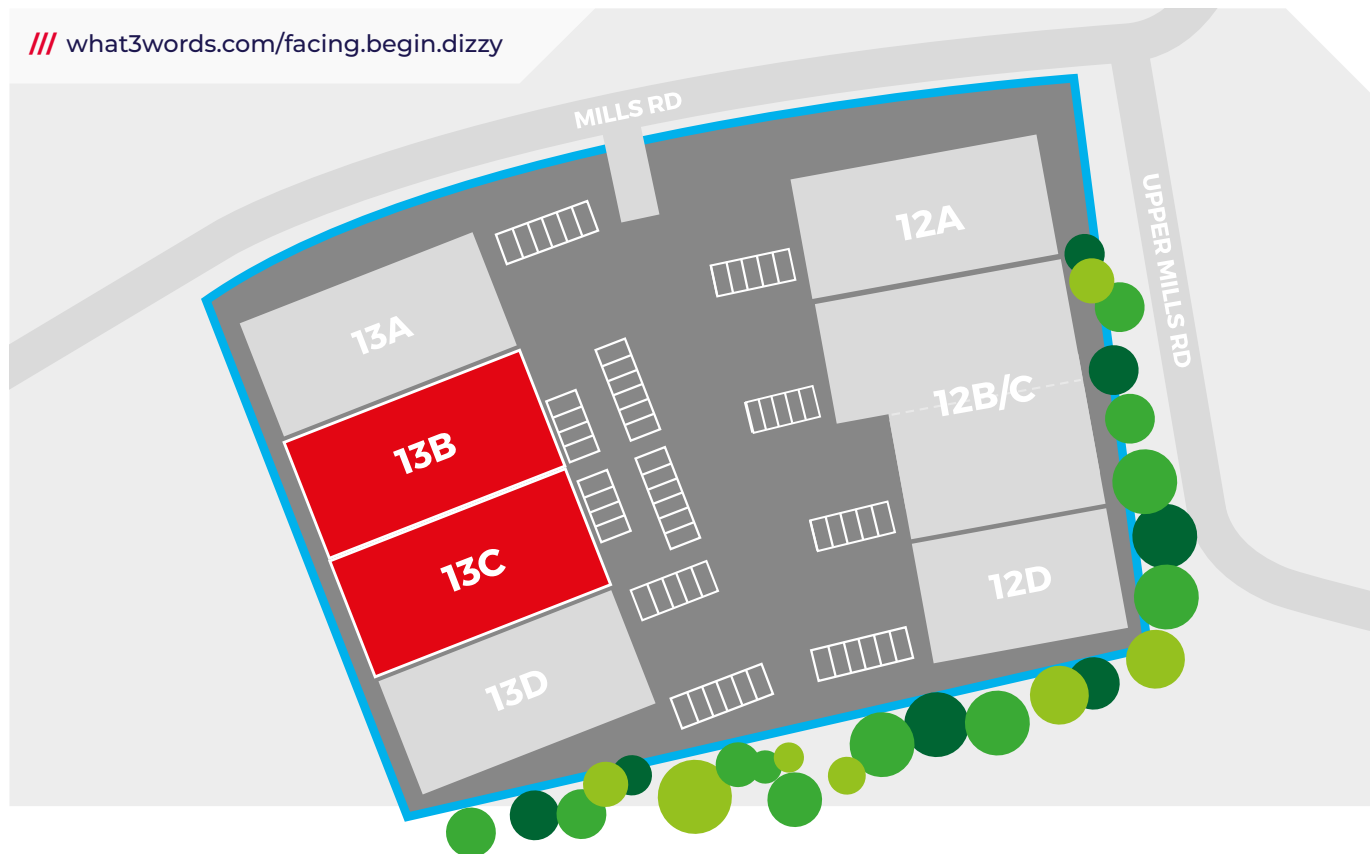 /// what3words.com/facing.begin.dizzy
MILLS RD
UPPER MILLS RD
12A
13A
12B/C
13B
13C
12D
13D